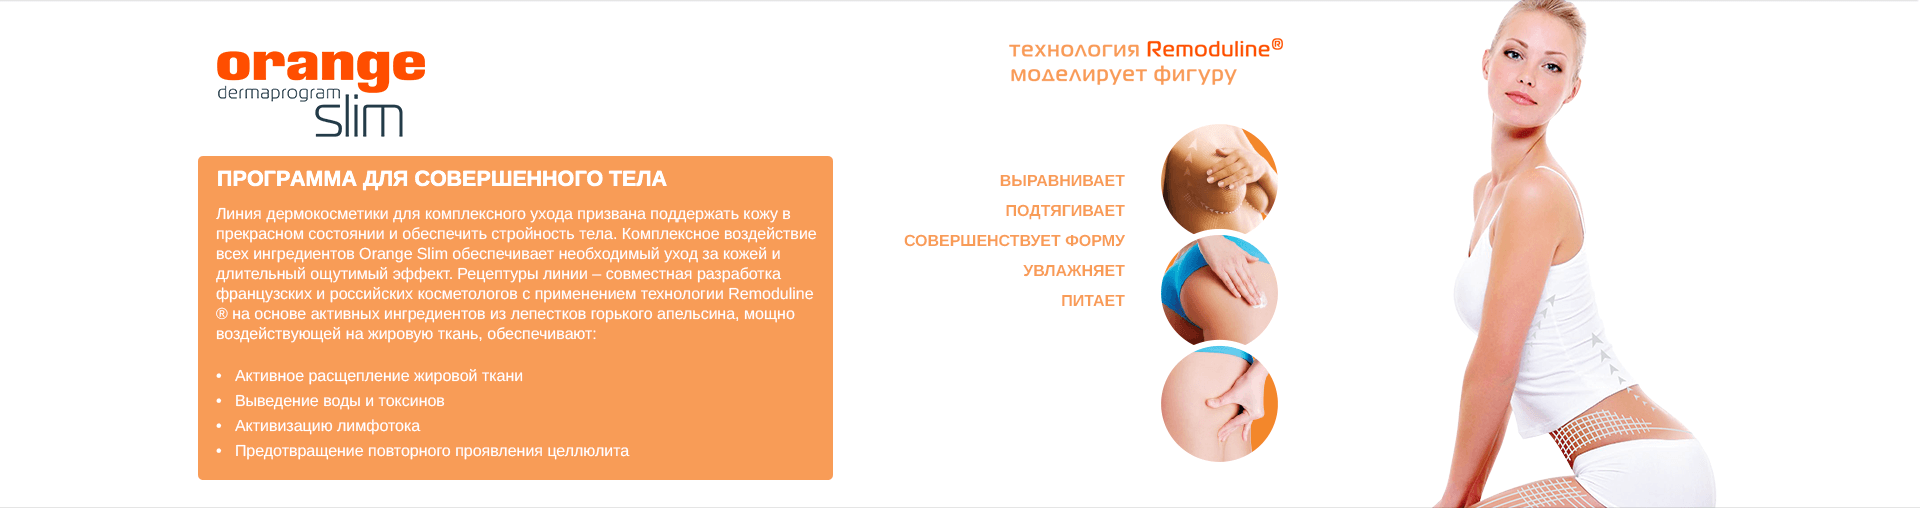 orange
dermaprogram
slim
ПРОГРАММА ДЛЯ СОВЕРШЕННОГО ТЕЛА
Линия дермокосметики для комплексного ухода призвана поддержать кожу в
прекрасном состоянии и обеспечить стройность тела. Комплексное воздействие
всех ингредиентов Orange Slim обеспечивает необходимый уход за кожей и
длительный ощутимый эффект. Рецептуры линии – совместная разработка
французских и российских косметологов с применением технологии Remoduline
® на основе активных ингредиентов из лепестков горького апельсина, мощно
воздействующей на жировую ткань, обеспечивают:
• Активное расщепление жировой ткани
• Выведение воды и токсинов
• Активизацию лимфотока
• Предотвращение повторного проявления целлюлита
технология Remoduline®
моделирует фигуру
ВЫРАВНИВАЕТ
ПОДТЯГИВАЕТ
СОВЕРШЕНСТВУЕТ ФОРМУ
УВЛАЖНЯЕТ
ПИТАЕТ